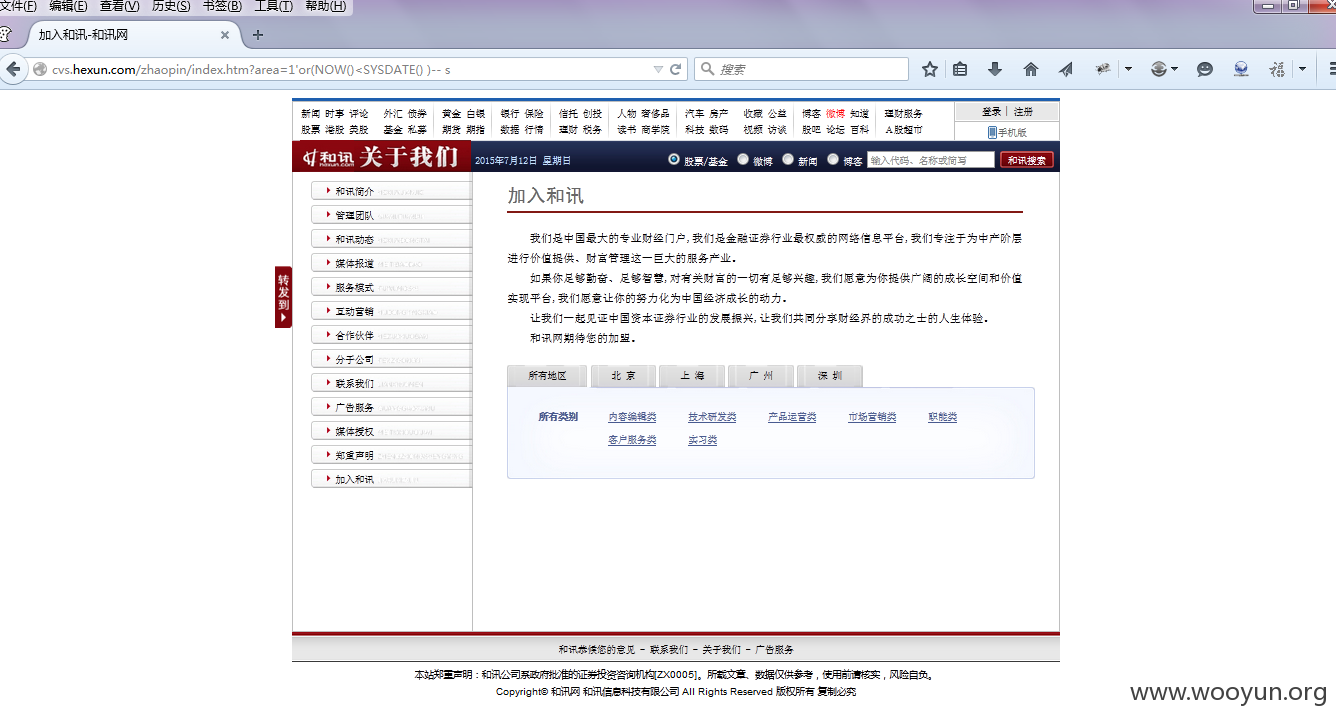 文件(F) 编辑(E) 查看(V) 历史(S) 书签(B) 工具(T) 帮助(H)
加入和讯-和讯网
cvs.hexun.com/zhaopin/index.htm?area=1'or(NOW()<SYSDATE() )-- s
搜索
新闻 时事 评论 外汇 债券 黄金 白银 银行 保险 信托 创投 人物 奢侈品 汽车 房产 收藏 公益 博客 微博 知道 理财服务 登录 | 注册
股票 港股 美股 基金 私募 期货 期指 数据 行情 理财 税务 读书 商学院 科技 数码 视频 访谈 股吧 论坛 百科 A股超市 手机版
和讯 hexun.com 关于我们 2015年7月12日 星期日 股票/基金 微博 新闻 博客 输入代码、名称或简写 和讯搜索
和讯简介
管理团队
和讯动态
媒体报道
服务模式
互动营销
合作伙伴
分子公司
联系我们
广告服务
媒体授权
郑重声明
加入和讯
转发到
加入和讯
我们是中国最大的专业财经门户,我们是金融证券行业最权威的网络信息平台,我们专注于为中产阶层
进行价值提供、财富管理这一巨大的服务产业。
如果你足够勤奋、足够智慧,对有关财富的一切有足够兴趣,我们愿意为你提供广阔的成长空间和价值
实现平台,我们愿意让你的努力化为中国经济成长的动力。
让我们一起见证中国资本证券行业的发展振兴,让我们共同分享财经界的成功之士的人生体验。
和讯网期待您的加盟。
所有地区 北 京 上 海 广 州 深 圳
所有类别 内容编辑类 技术研发类 产品运营类 市场营销类 职能类
客户服务类 实习类
和讯恭候您的意见 - 联系我们 - 关于我们 - 广告服务
本站郑重声明：和讯公司系政府批准的证券投资咨询机构[ZX0005]。所载文章、数据仅供参考，使用前请核实，风险自负。
Copyright© 和讯网 和讯信息科技有限公司 All Rights Reserved 版权所有 复制必究
www.wooyun.org